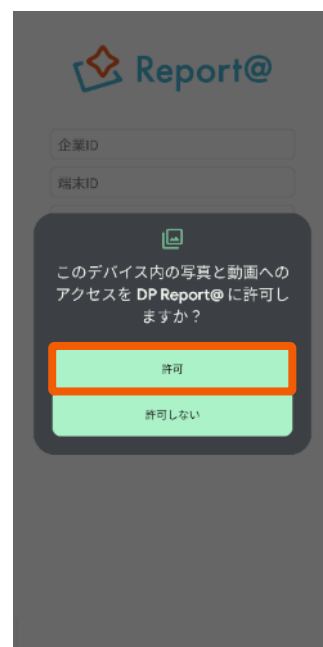 Report@
企業ID
端末ID
このデバイス内の写真と動画への
アクセスを DP Report@ に許可し
ますか？
許可
許可しない